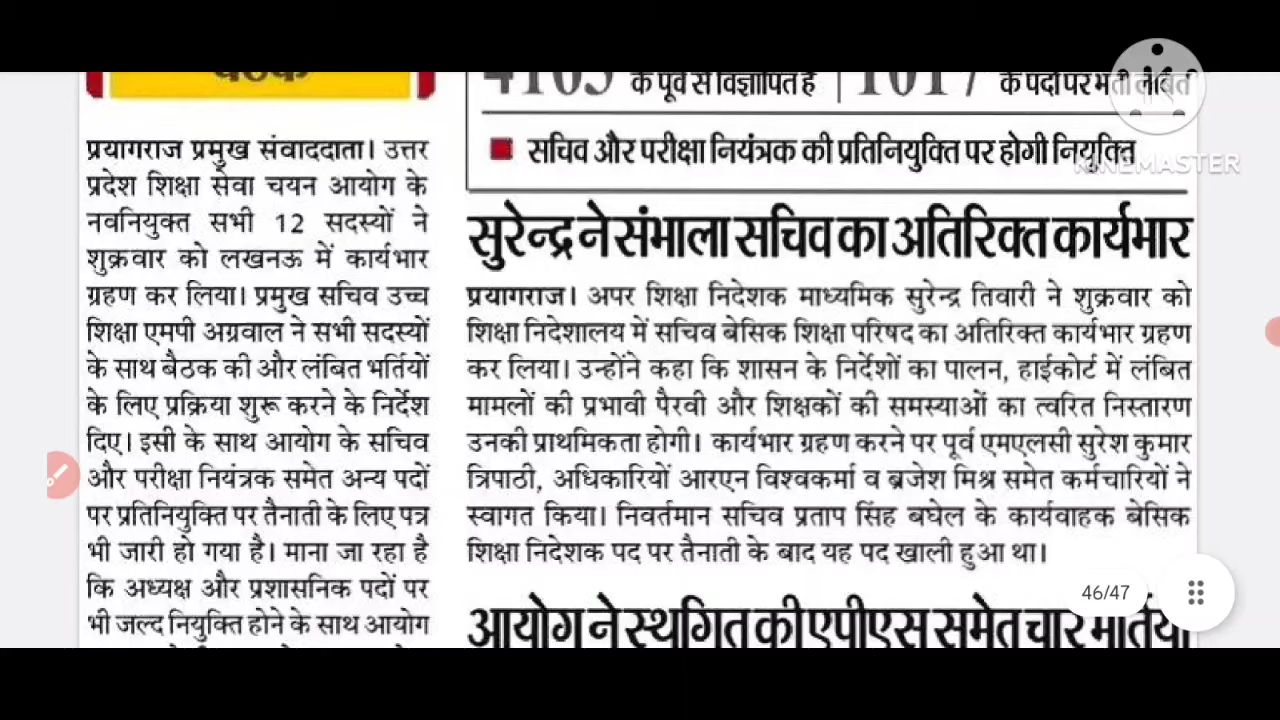 बैठक
4163 के पूर्व से विज्ञापित हैं | 1017 के पदों पर भर्ती लंबित
सचिव और परीक्षा नियंत्रक की प्रतिनियुक्ति पर होगी नियुक्ति
KINEMASTER
प्रयागराज प्रमुख संवाददाता। उत्तर
प्रदेश शिक्षा सेवा चयन आयोग के
नवनियुक्त सभी 12 सदस्यों ने
शुक्रवार को लखनऊ में कार्यभार
ग्रहण कर लिया। प्रमुख सचिव उच्च
शिक्षा एमपी अग्रवाल ने सभी सदस्यों
के साथ बैठक की और लंबित भर्तियों
के लिए प्रक्रिया शुरू करने के निर्देश
दिए। इसी के साथ आयोग के सचिव
और परीक्षा नियंत्रक समेत अन्य पदों
पर प्रतिनियुक्ति पर तैनाती के लिए पत्र
भी जारी हो गया है। माना जा रहा है
कि अध्यक्ष और प्रशासनिक पदों पर
भी जल्द नियुक्ति होने के साथ आयोग
सुरेन्द्र ने संभाला सचिव का अतिरिक्त कार्यभार
प्रयागराज। अपर शिक्षा निदेशक माध्यमिक सुरेन्द्र तिवारी ने शुक्रवार को
शिक्षा निदेशालय में सचिव बेसिक शिक्षा परिषद का अतिरिक्त कार्यभार ग्रहण
कर लिया। उन्होंने कहा कि शासन के निर्देशों का पालन, हाईकोर्ट में लंबित
मामलों की प्रभावी पैरवी और शिक्षकों की समस्याओं का त्वरित निस्तारण
उनकी प्राथमिकता होगी। कार्यभार ग्रहण करने पर पूर्व एमएलसी सुरेश कुमार
त्रिपाठी, अधिकारियों आरएन विश्वकर्मा व ब्रजेश मिश्र समेत कर्मचारियों ने
स्वागत किया। निवर्तमान सचिव प्रताप सिंह बघेल के कार्यवाहक बेसिक
शिक्षा निदेशक पद पर तैनाती के बाद यह पद खाली हुआ था।
46/47
आयोग ने स्थगित की एपीएस समेत चार भर्तियां